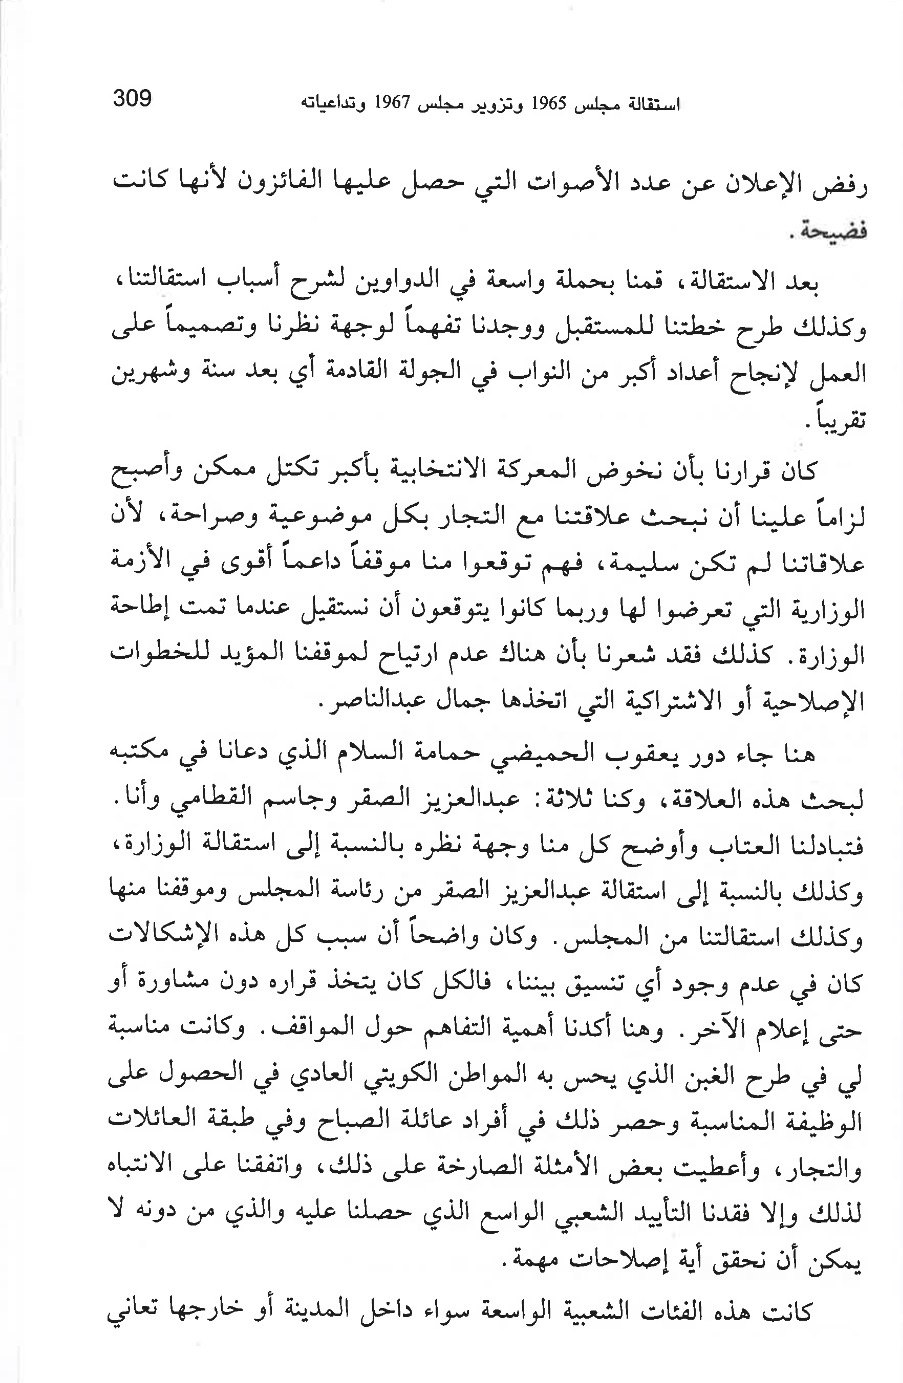 استقالة مجلس 1965 وتزوير مجلس 1967 وتداعياته 309
رفض الإعلان عن عدد الأصوات التي حصل عليها الفائزون لأنها كانت
فضيحة.
بعد الاستقالة، قمنا بحملة واسعة في الدواوين لشرح أسباب استقالتنا،
وكذلك طرح خطتنا للمستقبل ووجدنا تفهماً لوجهة نظرنا وتصميماً على
العمل لإنجاح أعداد أكبر من النواب في الجولة القادمة أي بعد سنة وشهرين
تقريباً.
كان قرارنا بأن نخوض المعركة الانتخابية بأكبر تكتل ممكن وأصبح
لزاماً علينا أن نبحث علاقتنا مع التجار بكل موضوعية وصراحة، لأن
علاقاتنا لم تكن سليمة، فهم توقعوا منا موقفاً داعماً أقوى في الأزمة
الوزارية التي تعرضوا لها وربما كانوا يتوقعون أن نستقيل عندما تمت إطاحة
الوزارة. كذلك فقد شعرنا بأن هناك عدم ارتياح لموقفنا المؤيد للخطوات
الإصلاحية أو الاشتراكية التي اتخذها جمال عبدالناصر.
هنا جاء دور يعقوب الحميضي حمامة السلام الذي دعانا في مكتبه
لبحث هذه العلاقة، وكنا ثلاثة: عبدالعزيز الصقر وجاسم القطامي وأنا.
فتبادلنا العتاب وأوضح كل منا وجهة نظره بالنسبة إلى استقالة الوزارة،
وكذلك بالنسبة إلى استقالة عبدالعزيز الصقر من رئاسة المجلس وموقفنا منها
وكذلك استقالتنا من المجلس. وكان واضحاً أن سبب كل هذه الإشكالات
كان في عدم وجود أي تنسيق بيننا، فالكل كان يتخذ قراره دون مشاورة أو
حتى إعلام الآخر. وهنا أكدنا أهمية التفاهم حول المواقف. وكانت مناسبة
لي في طرح الغبن الذي يحس به المواطن الكويتي العادي في الحصول على
الوظيفة المناسبة وحصر ذلك في أفراد عائلة الصباح وفي طبقة العائلات
والتجار، وأعطيت بعض الأمثلة الصارخة على ذلك، واتفقنا على الانتباه
لذلك وإلا فقدنا التأييد الشعبي الواسع الذي حصلنا عليه والذي من دونه لا
يمكن أن نحقق أية إصلاحات مهمة.
كانت هذه الفئات الشعبية الواسعة سواء داخل المدينة أو خارجها تعاني